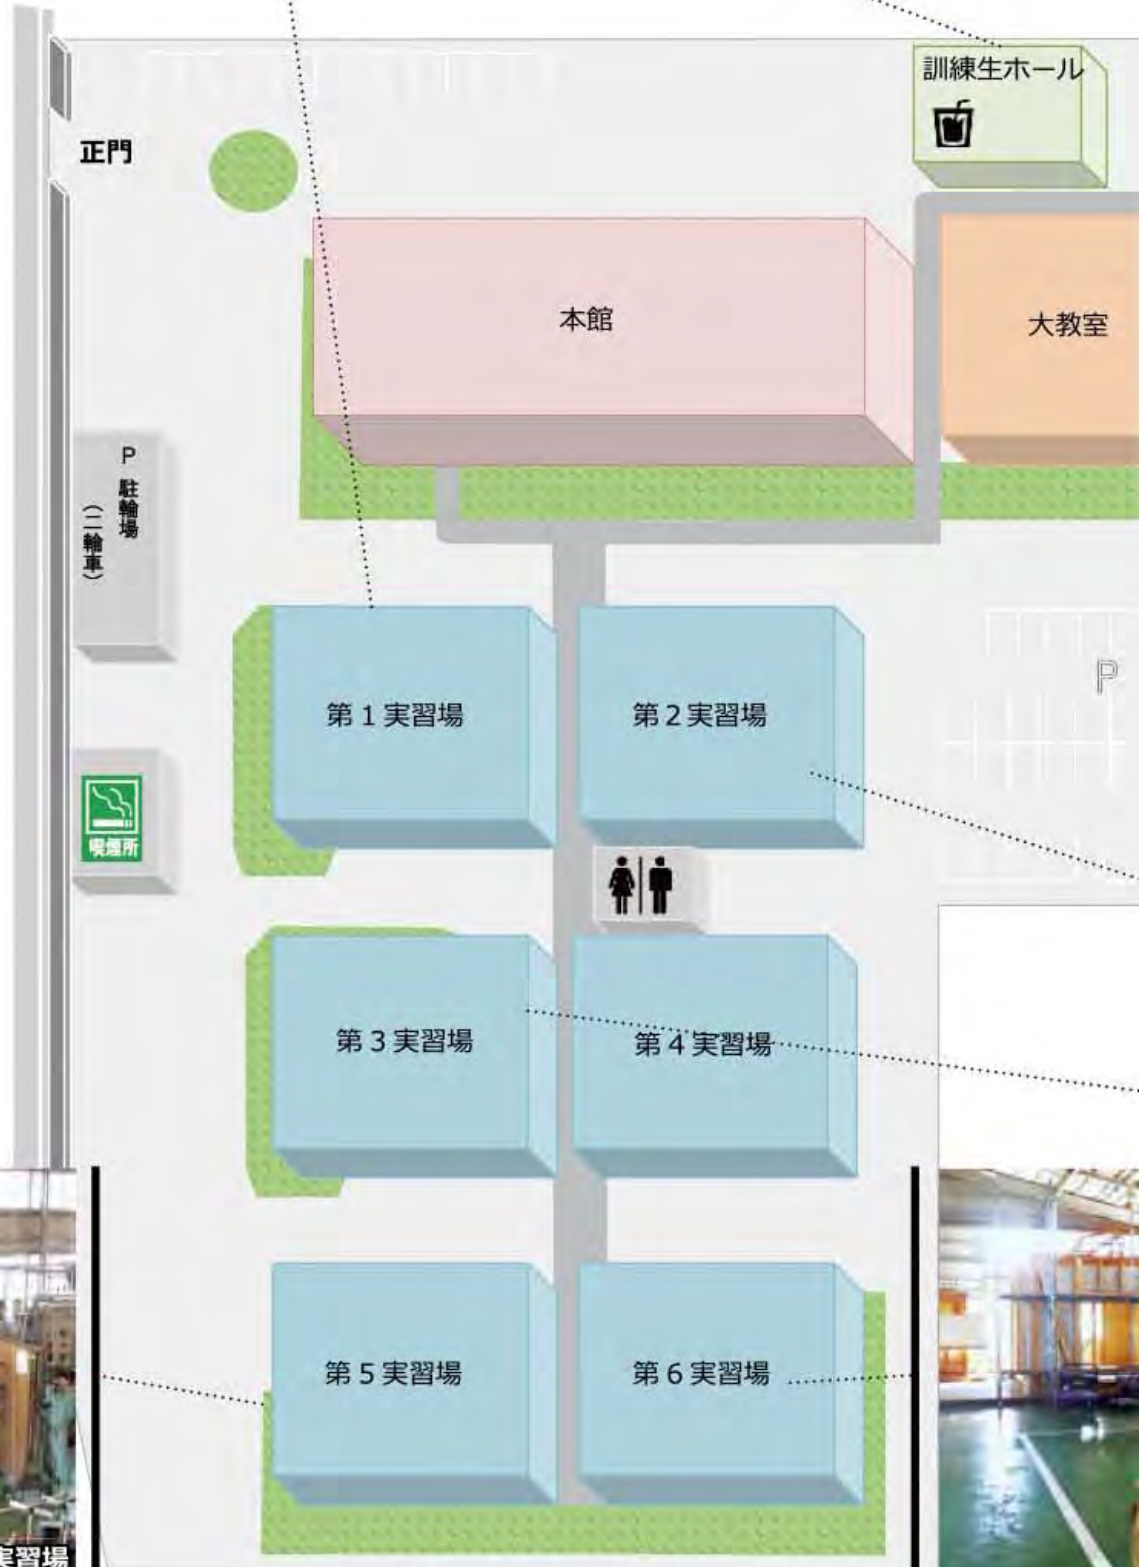 訓練生ホール
正門
本館
大教室
P 駐輪場
（二輪車）
第１実習場
第２実習場
P
喫煙所
第３実習場
第４実習場
第５実習場
第６実習場
実習場